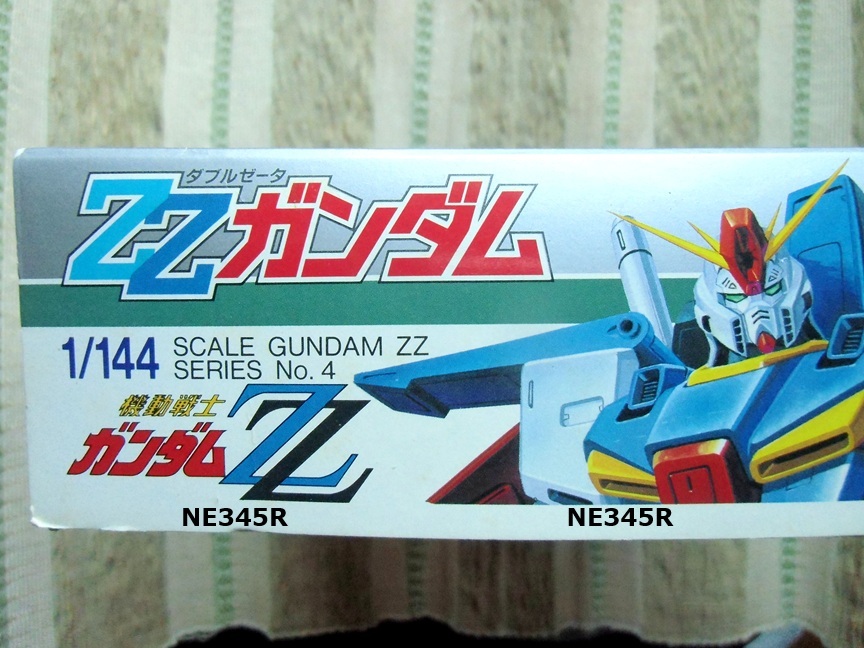 ダブルゼータ
ZZガンダム
1/144 SCALE GUNDAM ZZ
SERIES No. 4
機動戦士
ガンダムZZ
NE345R NE345R